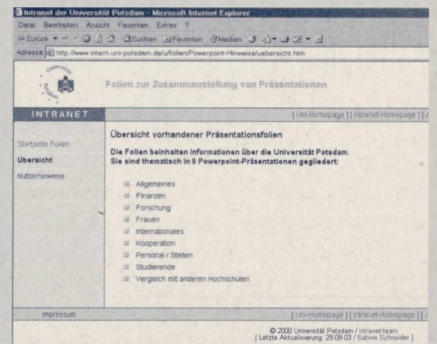 Intranet der Universität Potsdam - Microsoft Internet Explorer
Datei Bearbeiten Ansicht Favoriten Extras ?
Zurück Suchen Favoriten Medien
Adresse http://www.intern.uni-potsdam.de/u/folien/Powerpoint-Hinweise/uebersicht.htm
Folien zur Zusammenstellung von Präsentationen
INTRANET
[ Uni-Homepage ] [ Intranet-Homepage ] [
Startseite Folien
Übersicht
Nutzerhinweise
Übersicht vorhandener Präsentationsfolien
Die Folien beinhalten Informationen über die Universität Potsdam.
Sie sind thematisch in 9 Powerpoint-Präsentationen gegliedert:
Allgemeines
Finanzen
Forschung
Frauen
Internationales
Kooperation
Personal / Stellen
Studierende
Vergleich mit anderen Hochschulen
Impressum
[ Uni-Homepage ] [ Intranet-Homepage ] [
© 2000 Universität Potsdam / Intranet-team
[ Letzte Aktualisierung: 29.09.03 / Sabine Schneider ]